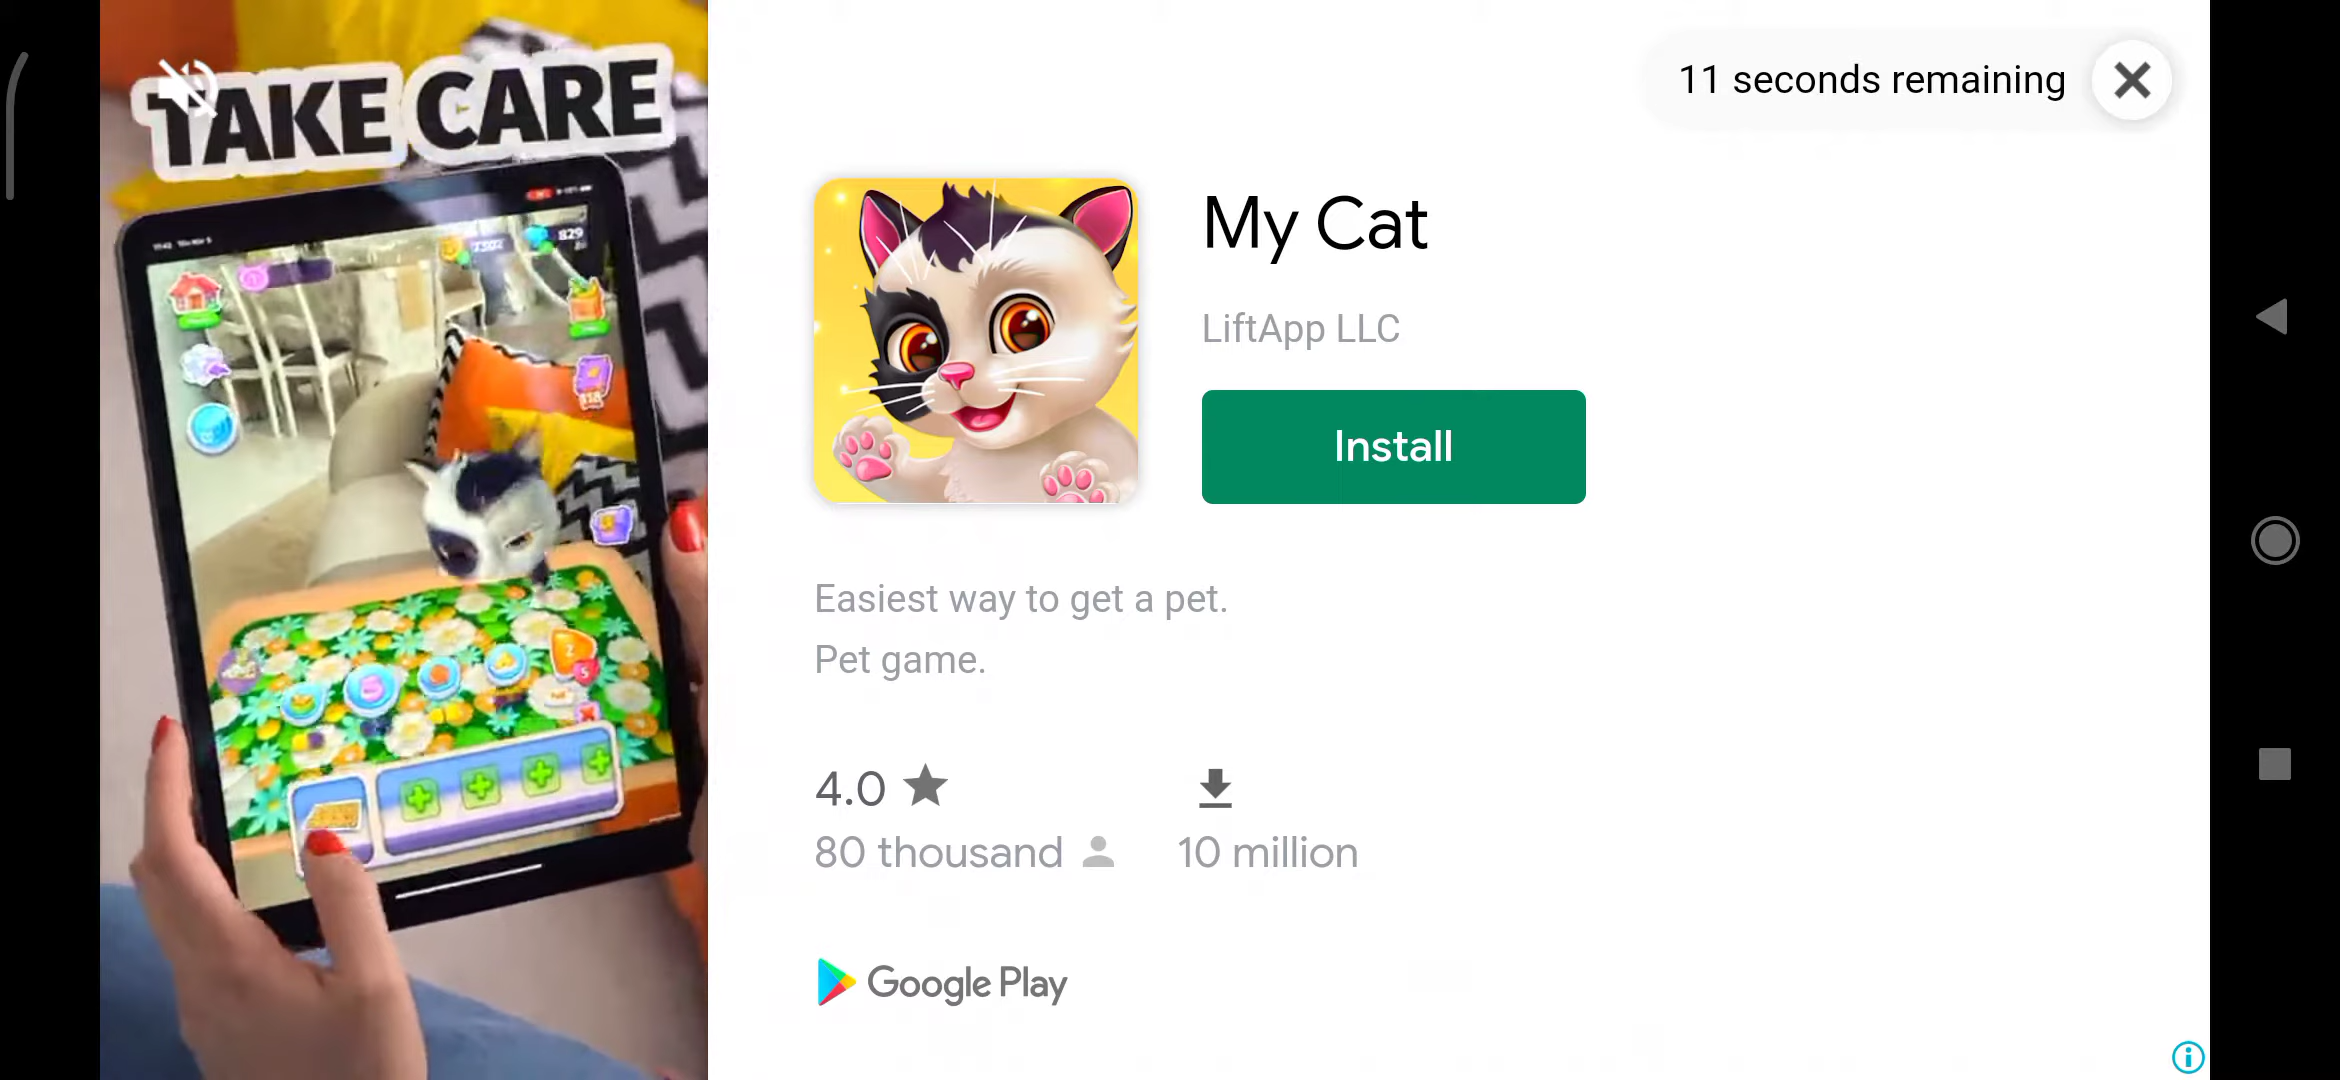 TAKE CARE
829
11 seconds remaining
My Cat
LiftApp LLC
Install
Easiest way to get a pet.
Pet game.
4.0
80 thousand
10 million
Google Play